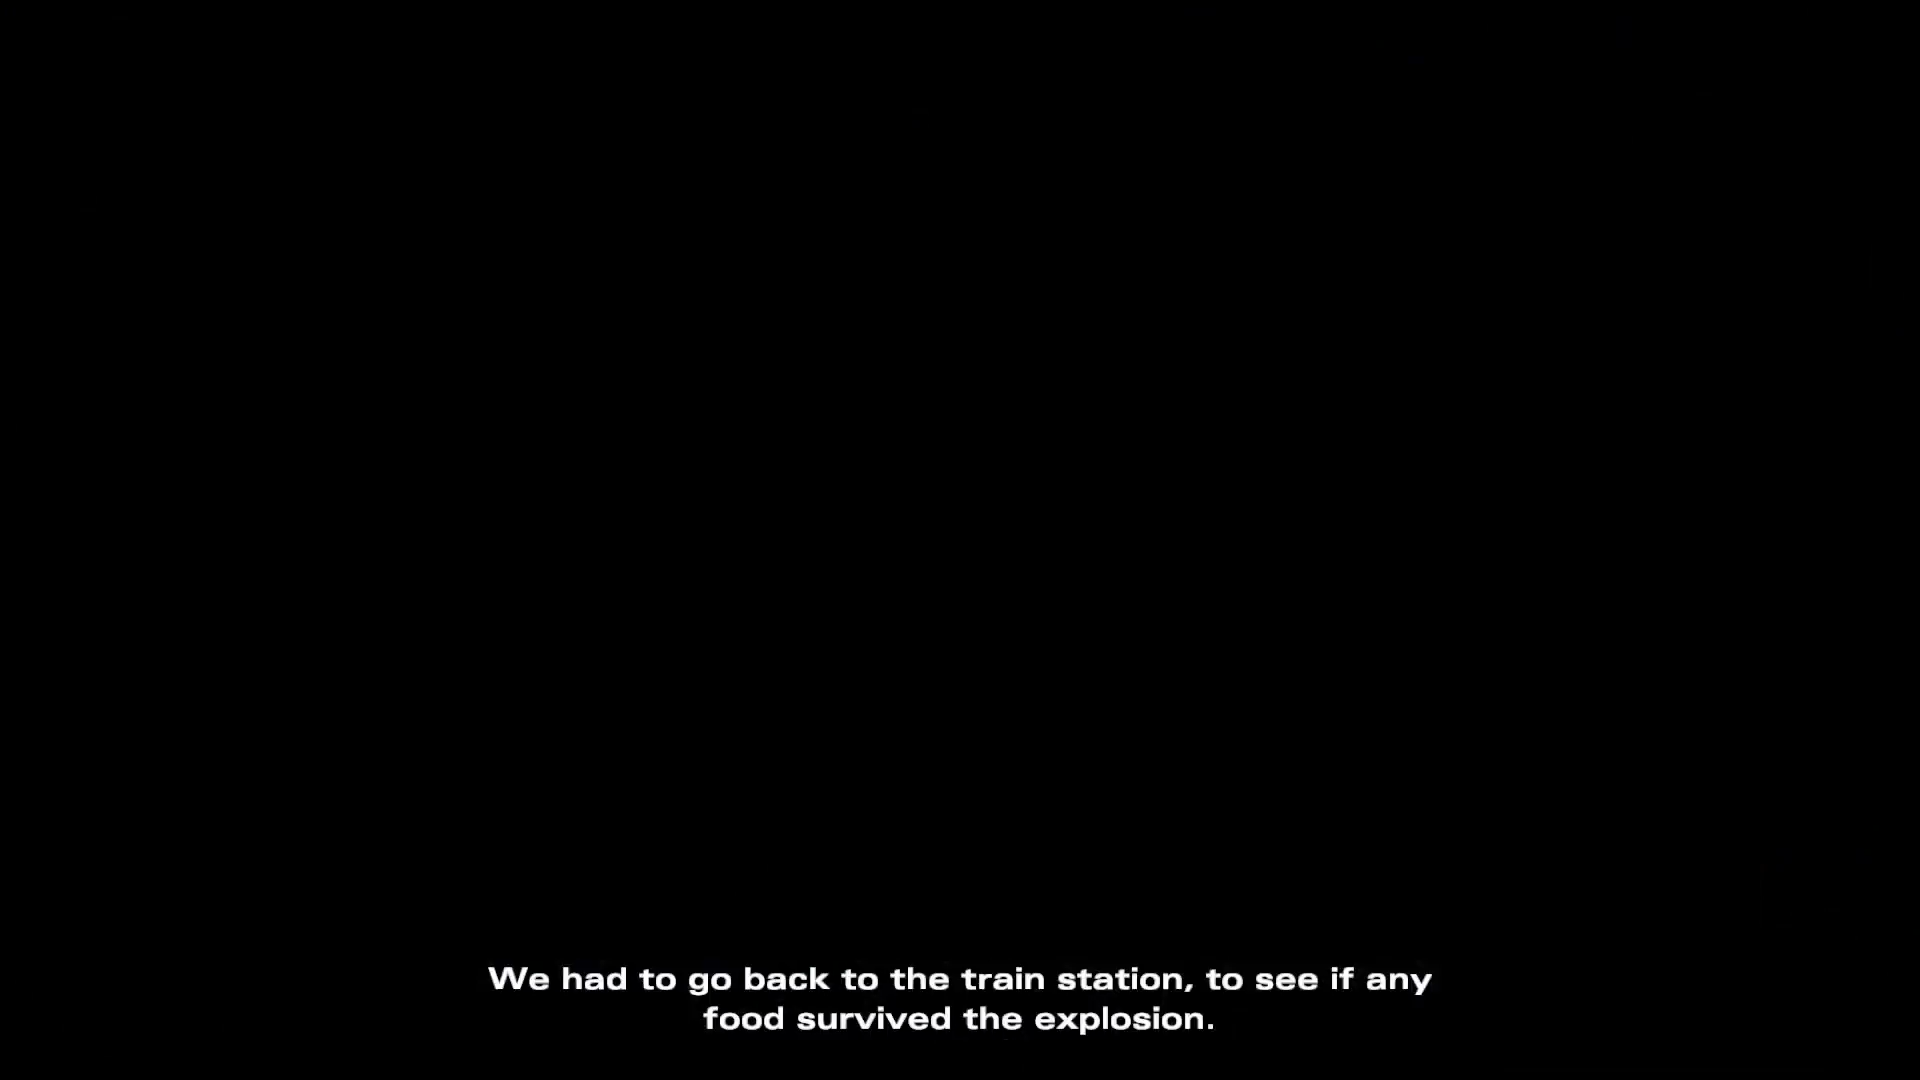 We had to go back to the train station, to see if any
food survived the explosion.